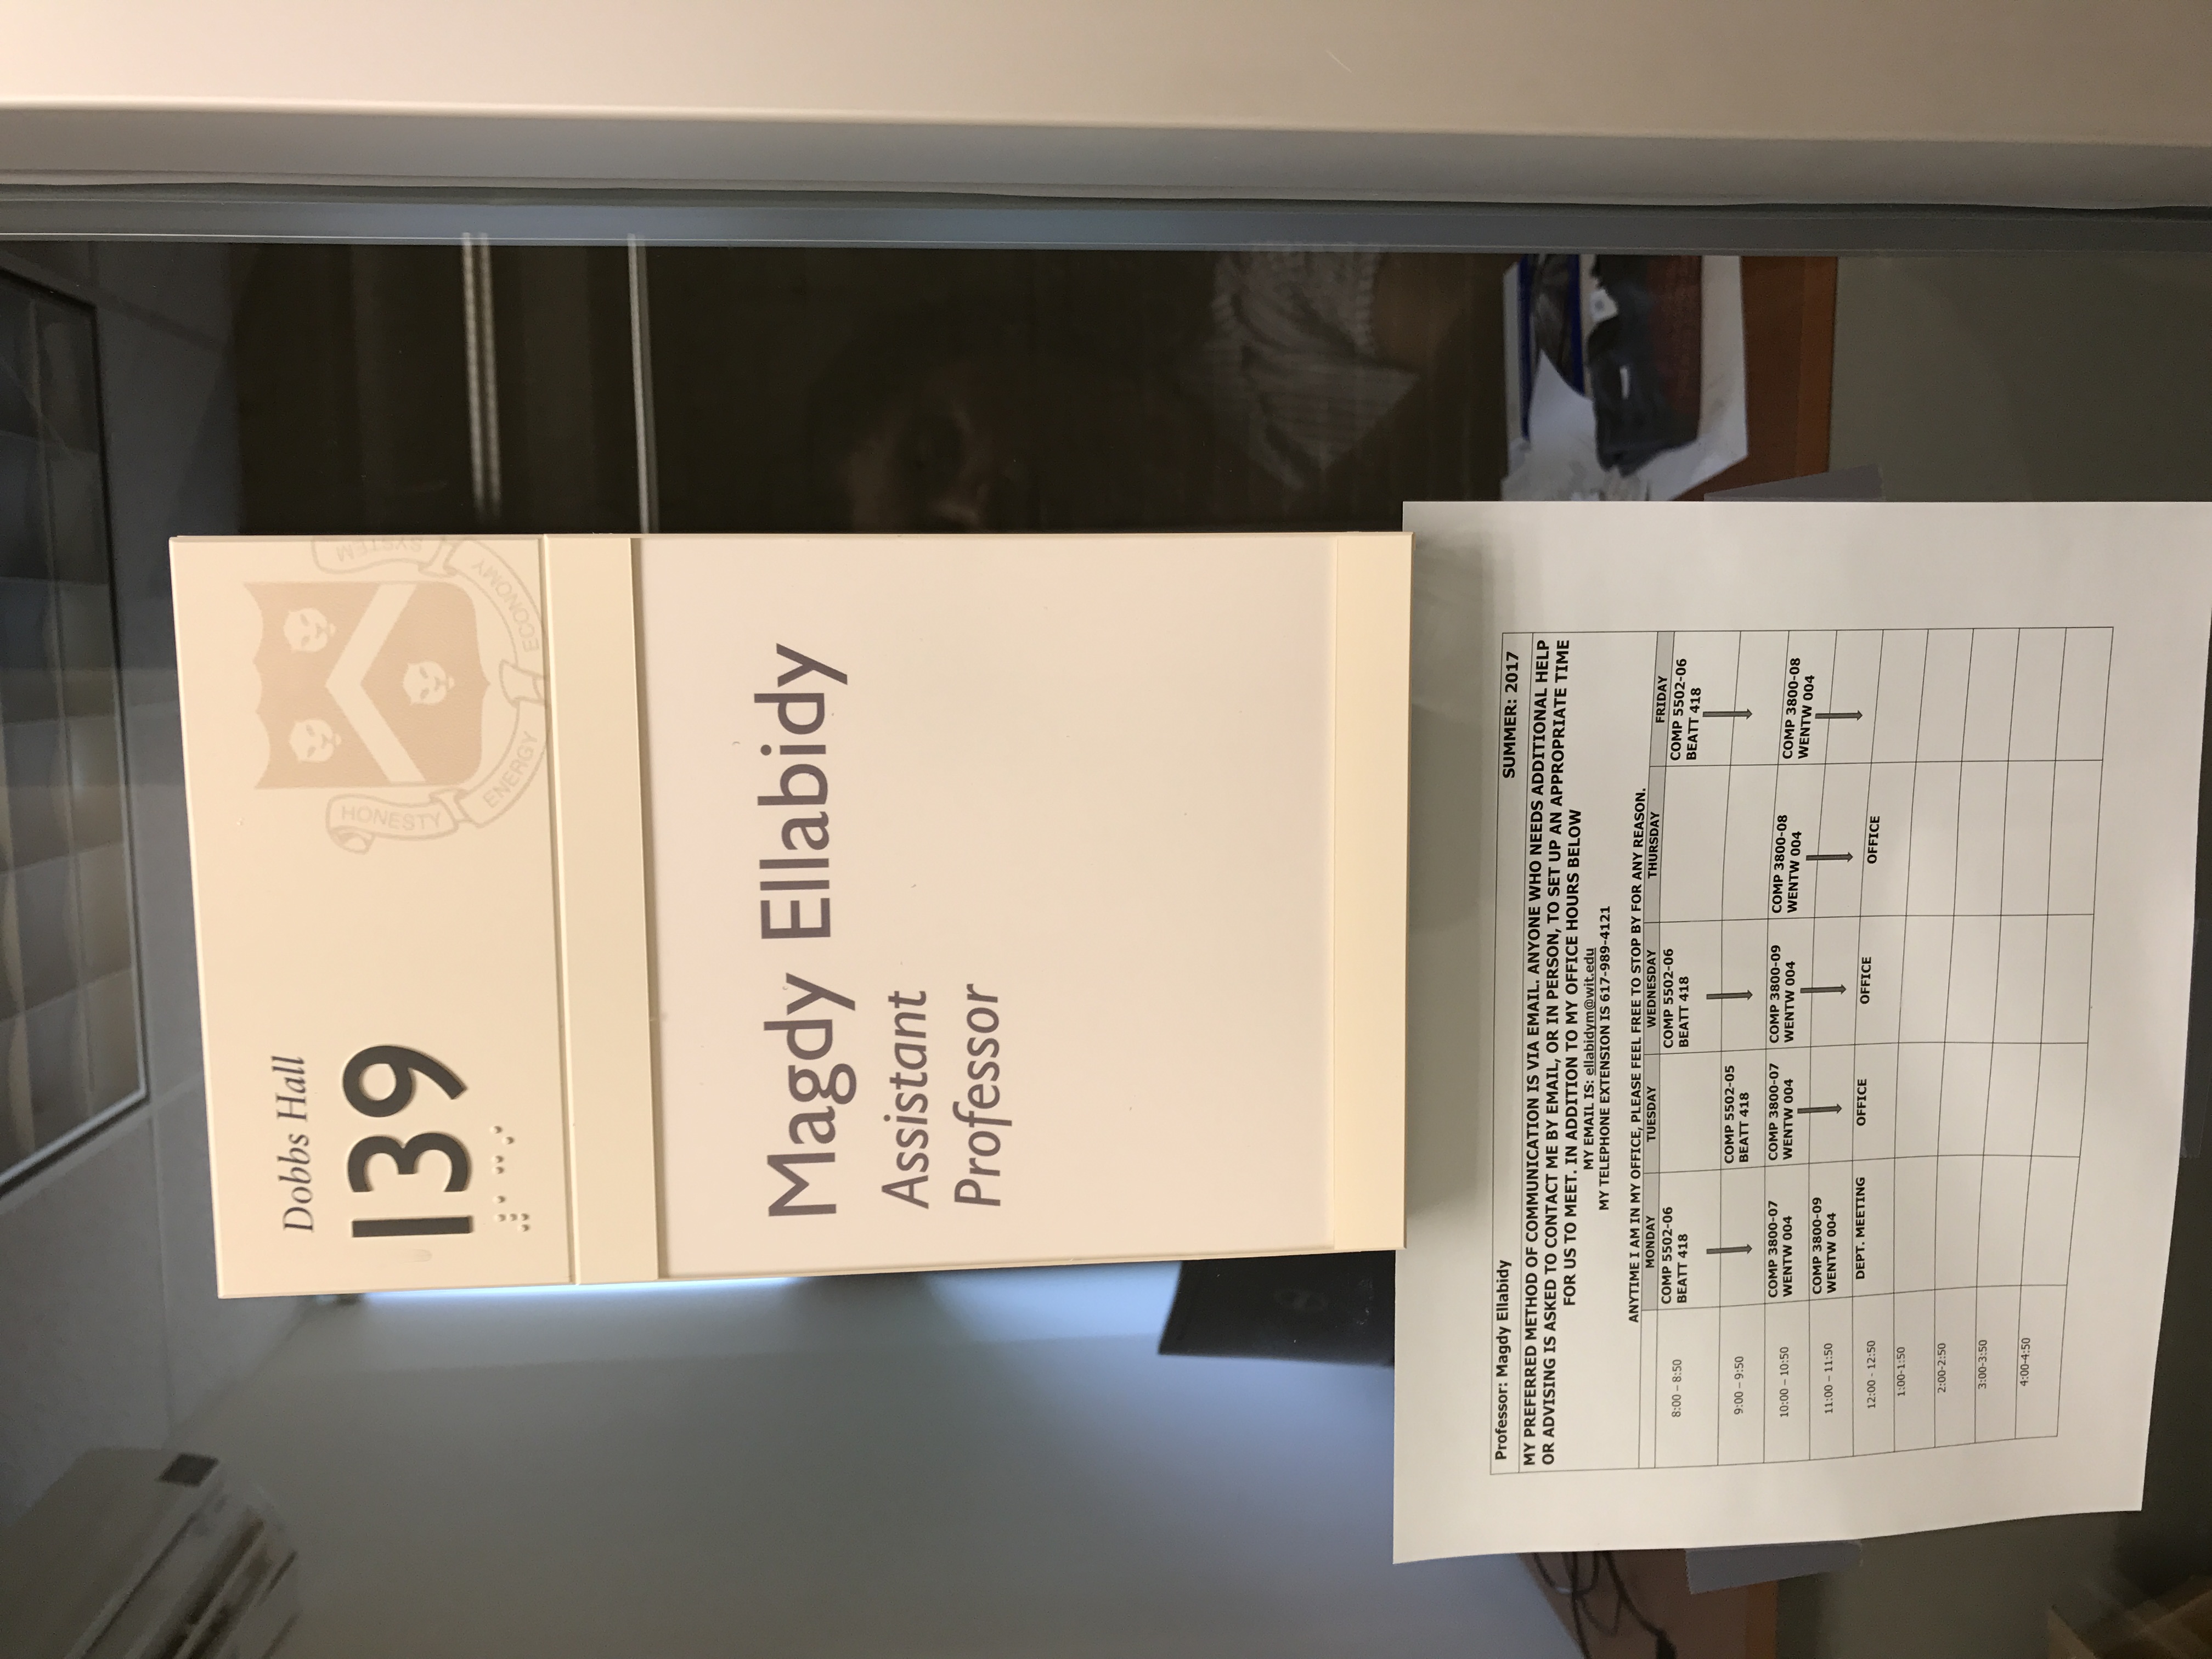 Dobbs Hall
139
HONESTY
ENERGY
ECONOMY
SYSTEM
Magdy Ellabidy
Assistant
Professor
Professor: Magdy Ellabidy SUMMER: 2017
MY PREFERRED METHOD OF COMMUNICATION IS VIA EMAIL. ANYONE WHO NEEDS ADDITIONAL HELP
OR ADVISING IS ASKED TO CONTACT ME BY EMAIL, OR IN PERSON, TO SET UP AN APPROPRIATE TIME
FOR US TO MEET. IN ADDITION TO MY OFFICE HOURS BELOW
MY EMAIL IS: ellabidym@wit.edu
MY TELEPHONE EXTENSION IS 617-989-4121
ANYTIME I AM IN MY OFFICE, PLEASE FEEL FREE TO STOP BY FOR ANY REASON.
MONDAY TUESDAY WEDNESDAY THURSDAY FRIDAY
8:00 – 8:50 COMP 5502-06 COMP 5502-06 COMP 5502-06
BEATT 418 BEATT 418 BEATT 418
9:00 – 9:50 COMP 5502-05
BEATT 418
10:00 – 10:50 COMP 3800-07 COMP 3800-07 COMP 3800-09 COMP 3800-08 COMP 3800-08
WENTW 004 WENTW 004 WENTW 004 WENTW 004 WENTW 004
11:00 – 11:50 COMP 3800-09
WENTW 004
12:00 - 12:50 DEPT. MEETING OFFICE OFFICE OFFICE
1:00-1:50
2:00-2:50
3:00-3:50
4:00-4:50